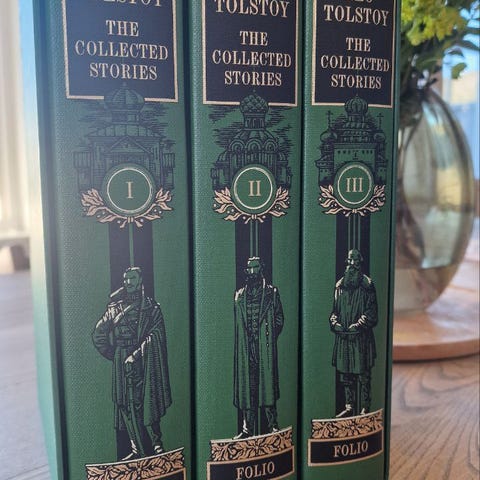 TOLSTOY
THE
COLLECTED
STORIES
I
TOLSTOY
THE
COLLECTED
STORIES
II
FOLIO
TOLSTOY
THE
COLLECTED
STORIES
III
FOLIO